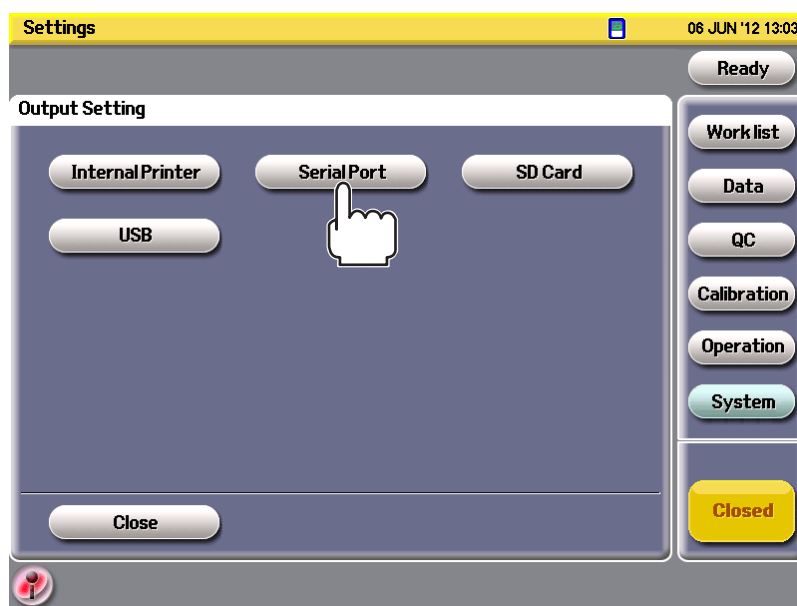 Settings
06 JUN '12 13:03
Ready
Output Setting
Internal Printer
Serial Port
SD Card
USB
Close
Work list
Data
QC
Calibration
Operation
System
Closed